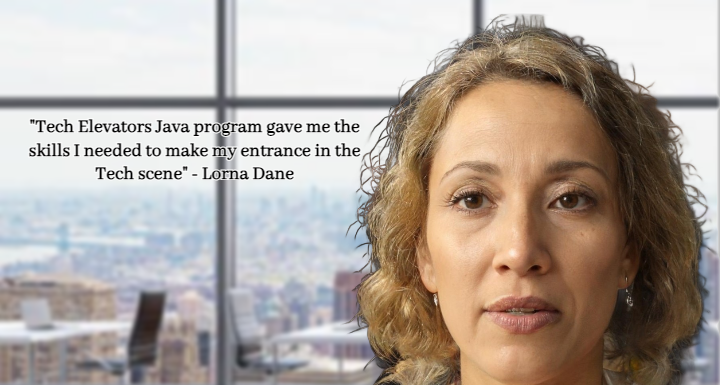 "Tech Elevators Java program gave me the
skills I needed to make my entrance in the
Tech scene" - Lorna Dane